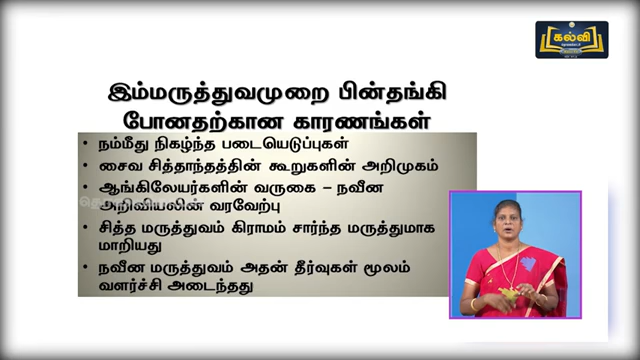 கல்வி
இம்மருத்துவமுறை பின்தங்கி
போனதற்கான காரணங்கள்
• நம்மீது நிகழ்ந்த படையெடுப்புகள்
• சைவ சித்தாந்தத்தின் கூறுகளின் அறிமுகம்
• ஆங்கிலேயர்களின் வருகை – நவீன
அறிவியலின் வரவேற்பு
• சித்த மருத்துவம் கிராமம் சார்ந்த மருத்துமாக
மாறியது
• நவீன மருத்துவம் அதன் தீர்வுகள் மூலம்
வளர்ச்சி அடைந்தது